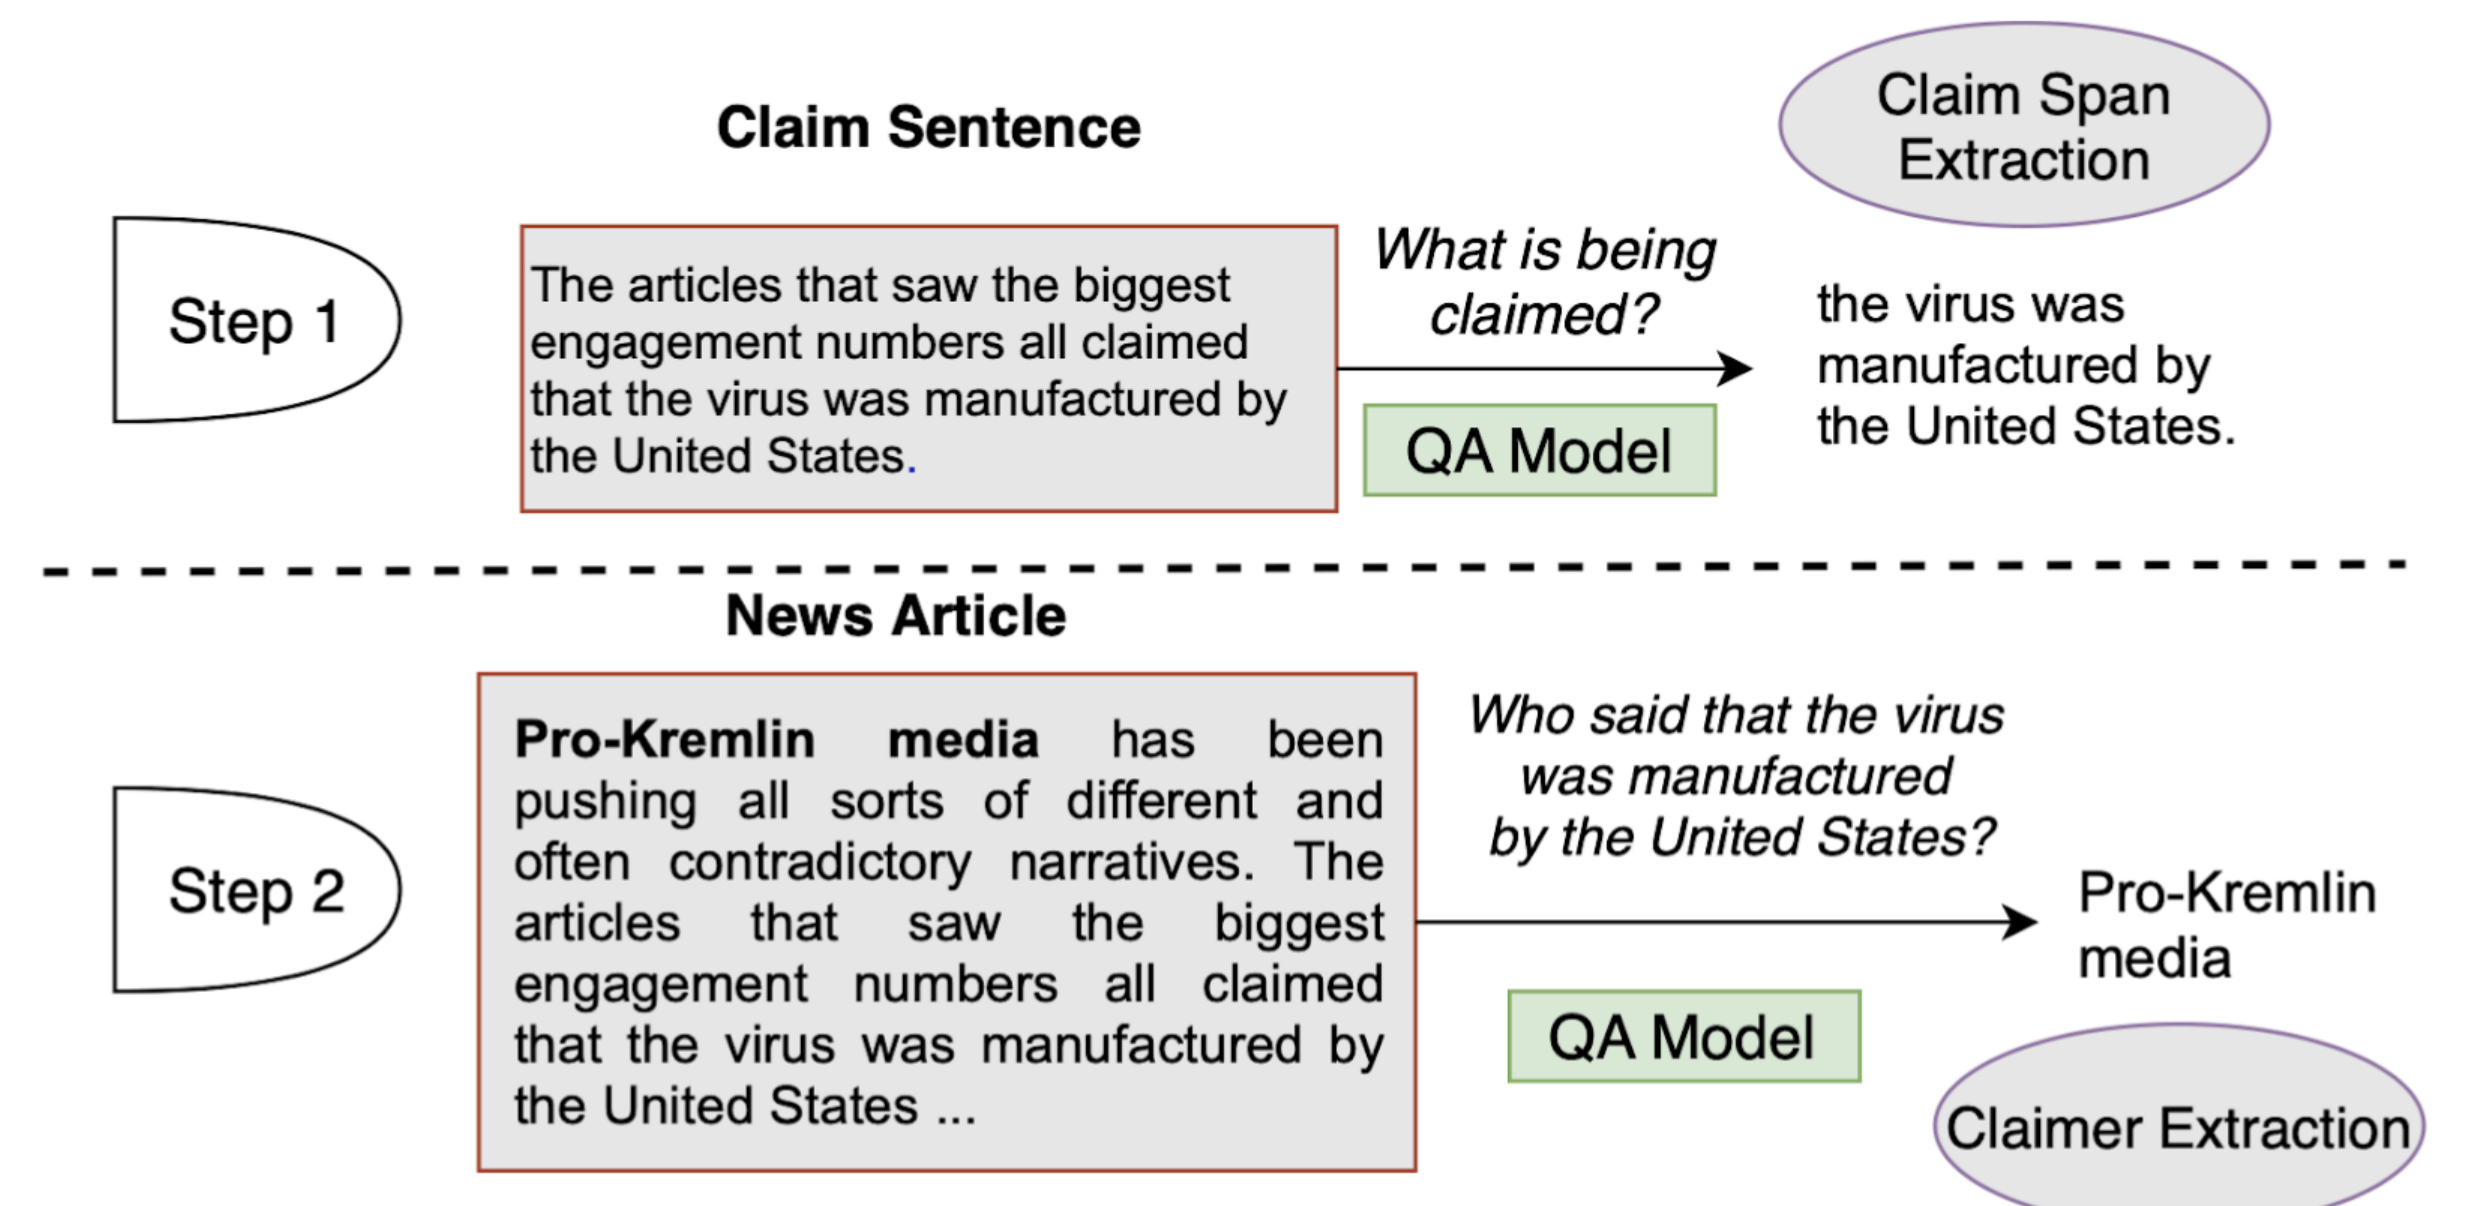 Claim Span
Extraction
Claim Sentence
Step 1
The articles that saw the biggest
engagement numbers all claimed
that the virus was manufactured by
the United States.
What is being
claimed?
QA Model
the virus was
manufactured by
the United States.
News Article
Step 2
Pro-Kremlin media has been
pushing all sorts of different and
often contradictory narratives. The
articles that saw the biggest
engagement numbers all claimed
that the virus was manufactured by
the United States ...
Who said that the virus
was manufactured
by the United States?
QA Model
Pro-Kremlin
media
Claimer Extraction